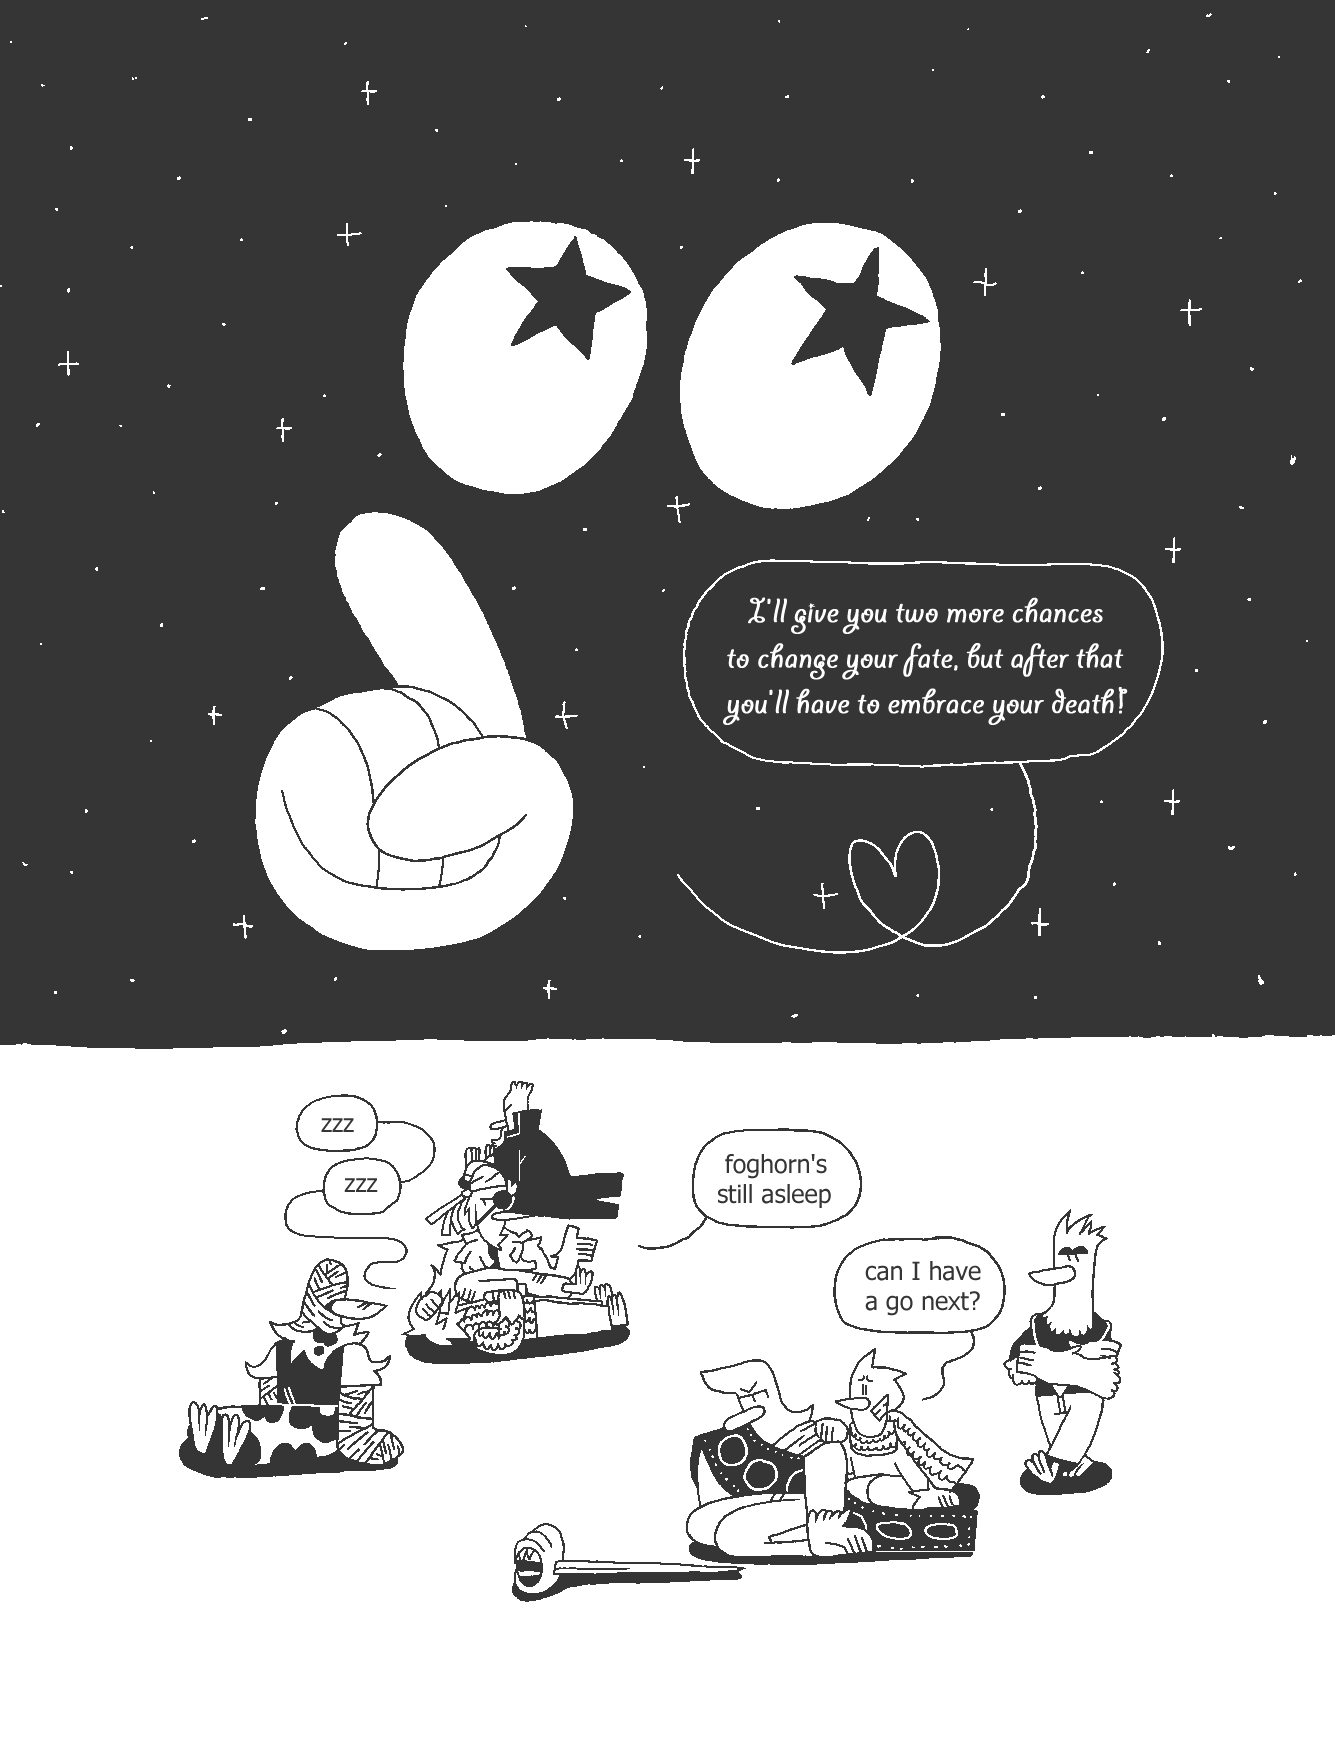 I'll give you two more chances
to change your fate, but after that
you'll have to embrace your death!
zzz
zzz
foghorn's
still asleep
can I have
a go next?